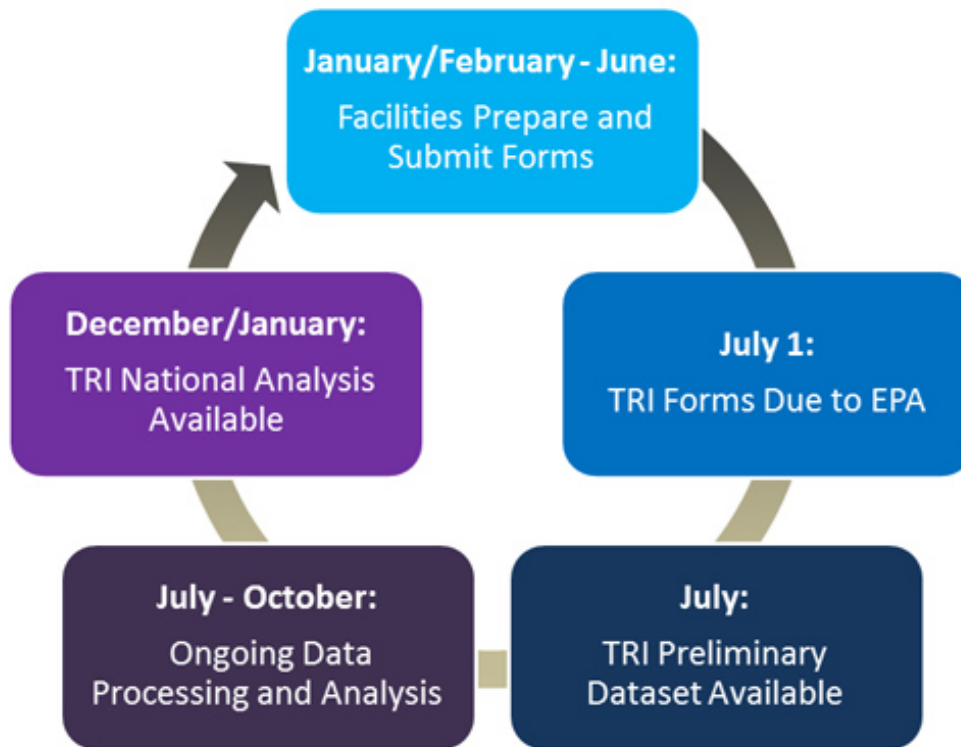 January/February - June:
Facilities Prepare and
Submit Forms
July 1:
TRI Forms Due to EPA
July:
TRI Preliminary
Dataset Available
July - October:
Ongoing Data
Processing and Analysis
December/January:
TRI National Analysis
Available